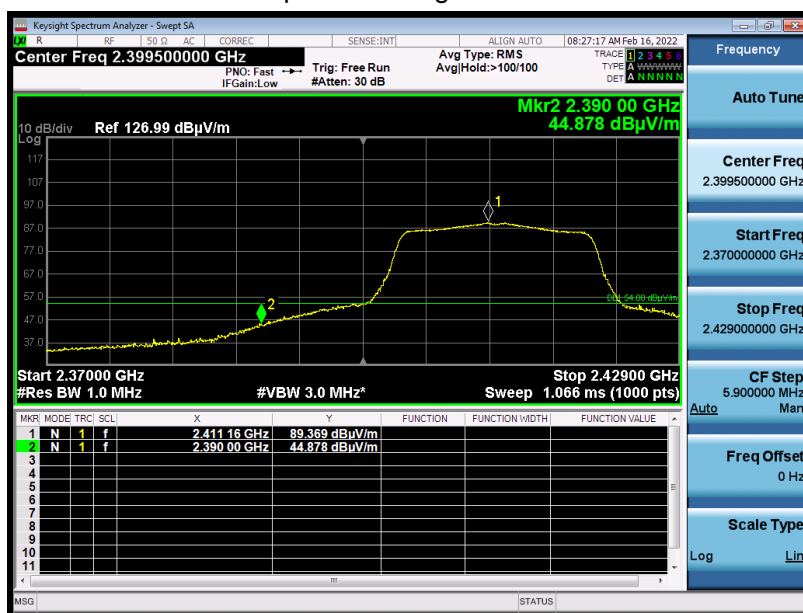 Keysight Spectrum Analyzer - Swept SA
LXI R RF 50 Ω AC CORREC SENSE:INT ALIGN AUTO 08:27:17 AM Feb 16, 2022
Center Freq 2.399500000 GHz
PNO: Fast
IFGain:Low
Trig: Free Run
#Atten: 30 dB
Avg Type: RMS
Avg|Hold:>100/100
TRACE 1 2 3 4 5 6
TYPE A WWWWW
DET A N N N N N
Mkr2 2.390 00 GHz
44.878 dBµV/m
10 dB/div Ref 126.99 dBµV/m
Log
117
107
97.0
87.0
77.0
67.0
57.0
47.0
37.0
1
2
DL1 54.00 dBµV/m
Start 2.37000 GHz Stop 2.42900 GHz
#Res BW 1.0 MHz #VBW 3.0 MHz* Sweep 1.066 ms (1000 pts)
MKR MODE TRC SCL X Y FUNCTION FUNCTION WIDTH FUNCTION VALUE
1 N 1 f 2.411 16 GHz 89.369 dBµV/m
2 N 1 f 2.390 00 GHz 44.878 dBµV/m
3
4
5
6
7
8
9
10
11
MSG STATUS
Frequency
Auto Tune
Center Freq
2.399500000 GHz
Start Freq
2.370000000 GHz
Stop Freq
2.429000000 GHz
CF Step
5.900000 MHz
Auto Man
Freq Offset
0 Hz
Scale Type
Log Lin